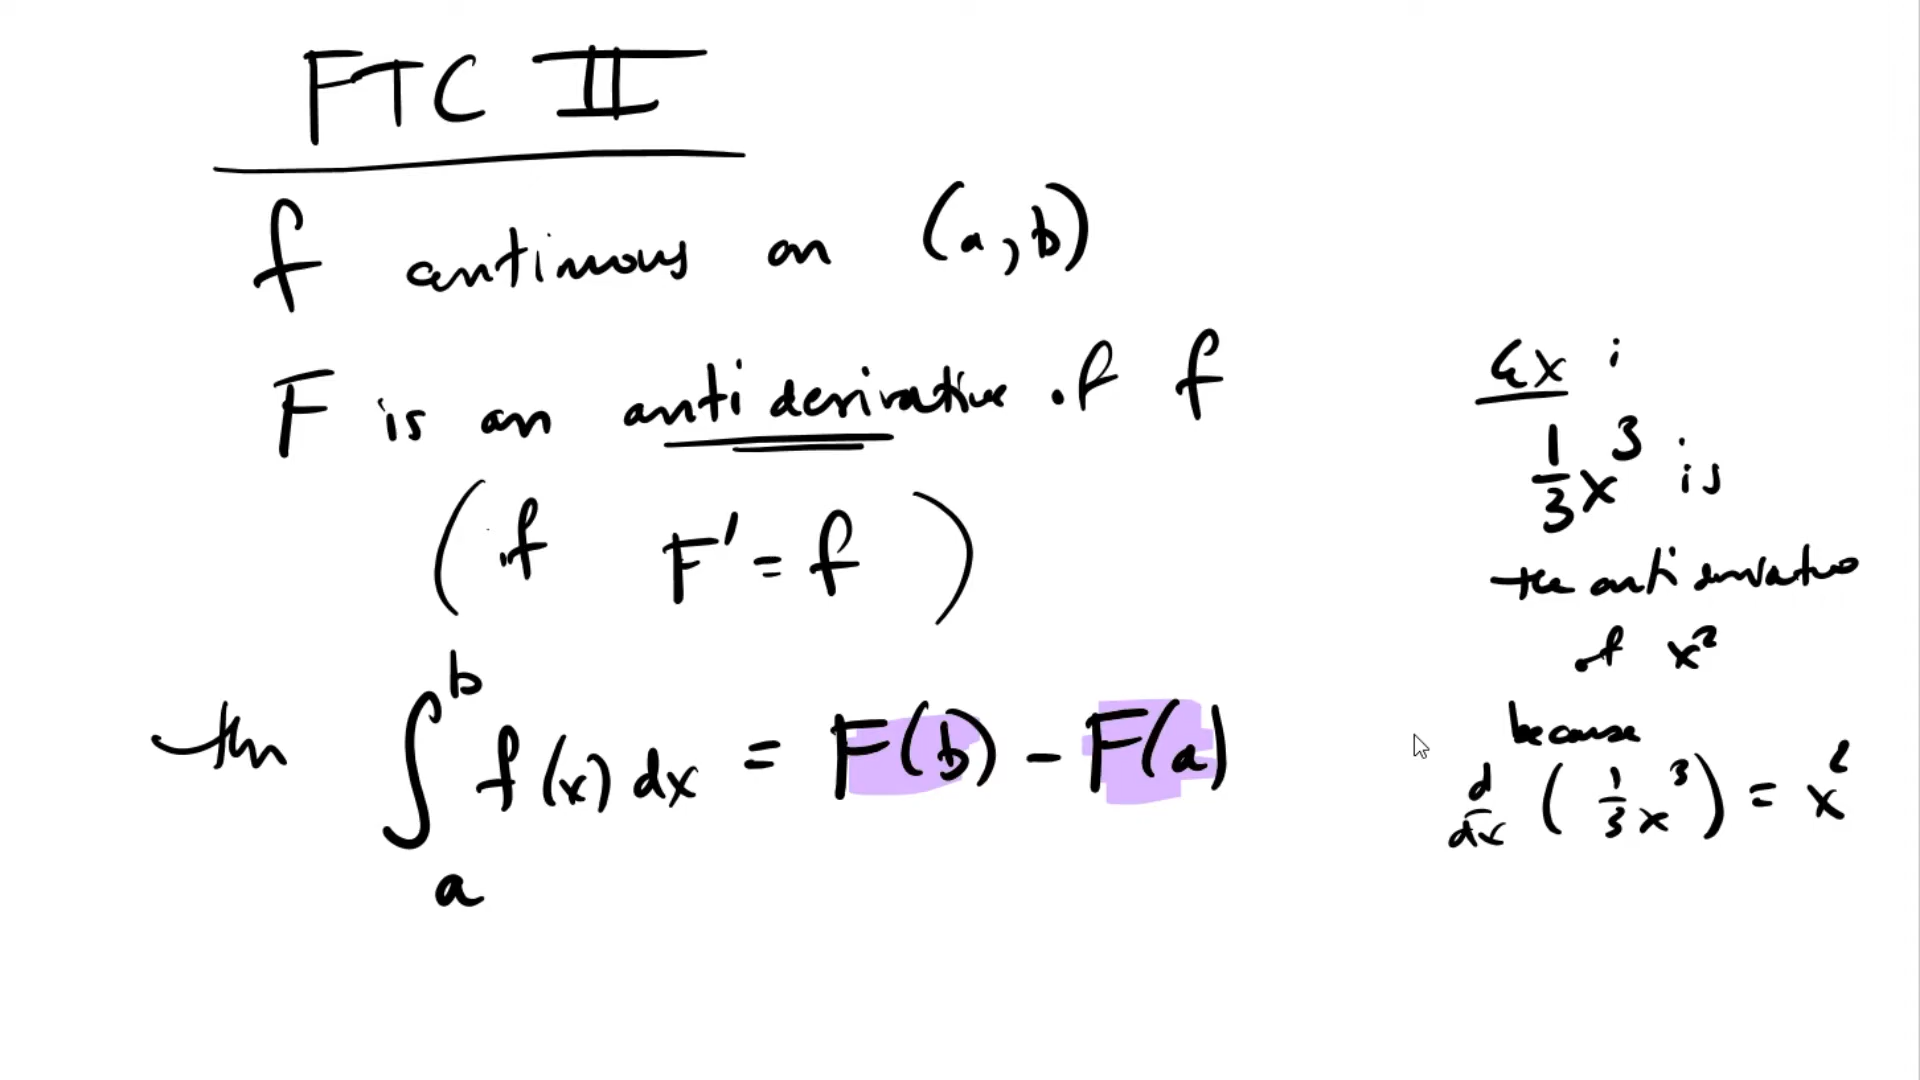 FTC II
f continuous on (a,b)
F is an antiderivative of f
(if F' = f)
then ∫_a^b f(x) dx = F(b) - F(a)
Ex:
1/3 x^3 is
the antiderivative
of x^2
because
d/dx (1/3 x^3) = x^2